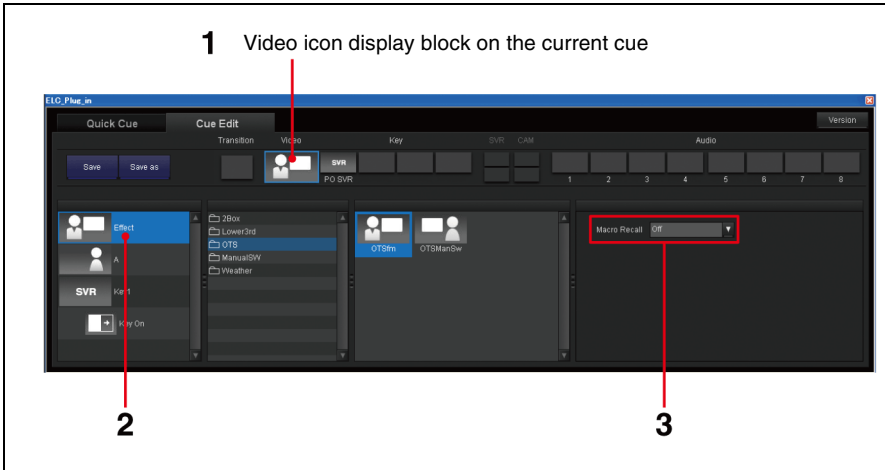 1 Video icon display block on the current cue
ELC_Plug_in
Quick Cue Cue Edit Version
Transition Video Key SVR CAM Audio
Save Save as SVR
PO SVR 1 2 3 4 5 6 7 8
Effect
A
SVR Key1
Key On
2Box
Lower3rd
OTS
ManualSW
Weather
OTSfm OTSManSw
Macro Recall Off
2 3